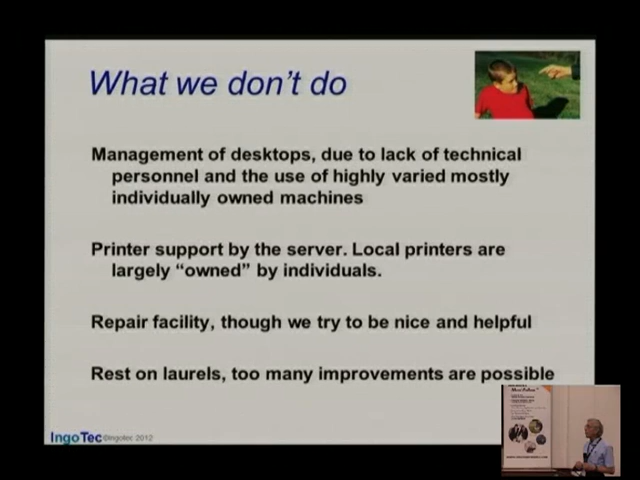 What we don't do
Management of desktops, due to lack of technical
personnel and the use of highly varied mostly
individually owned machines
Printer support by the server. Local printers are
largely “owned” by individuals.
Repair facility, though we try to be nice and helpful
Rest on laurels, too many improvements are possible
IngoTec ©Ingotec 2012